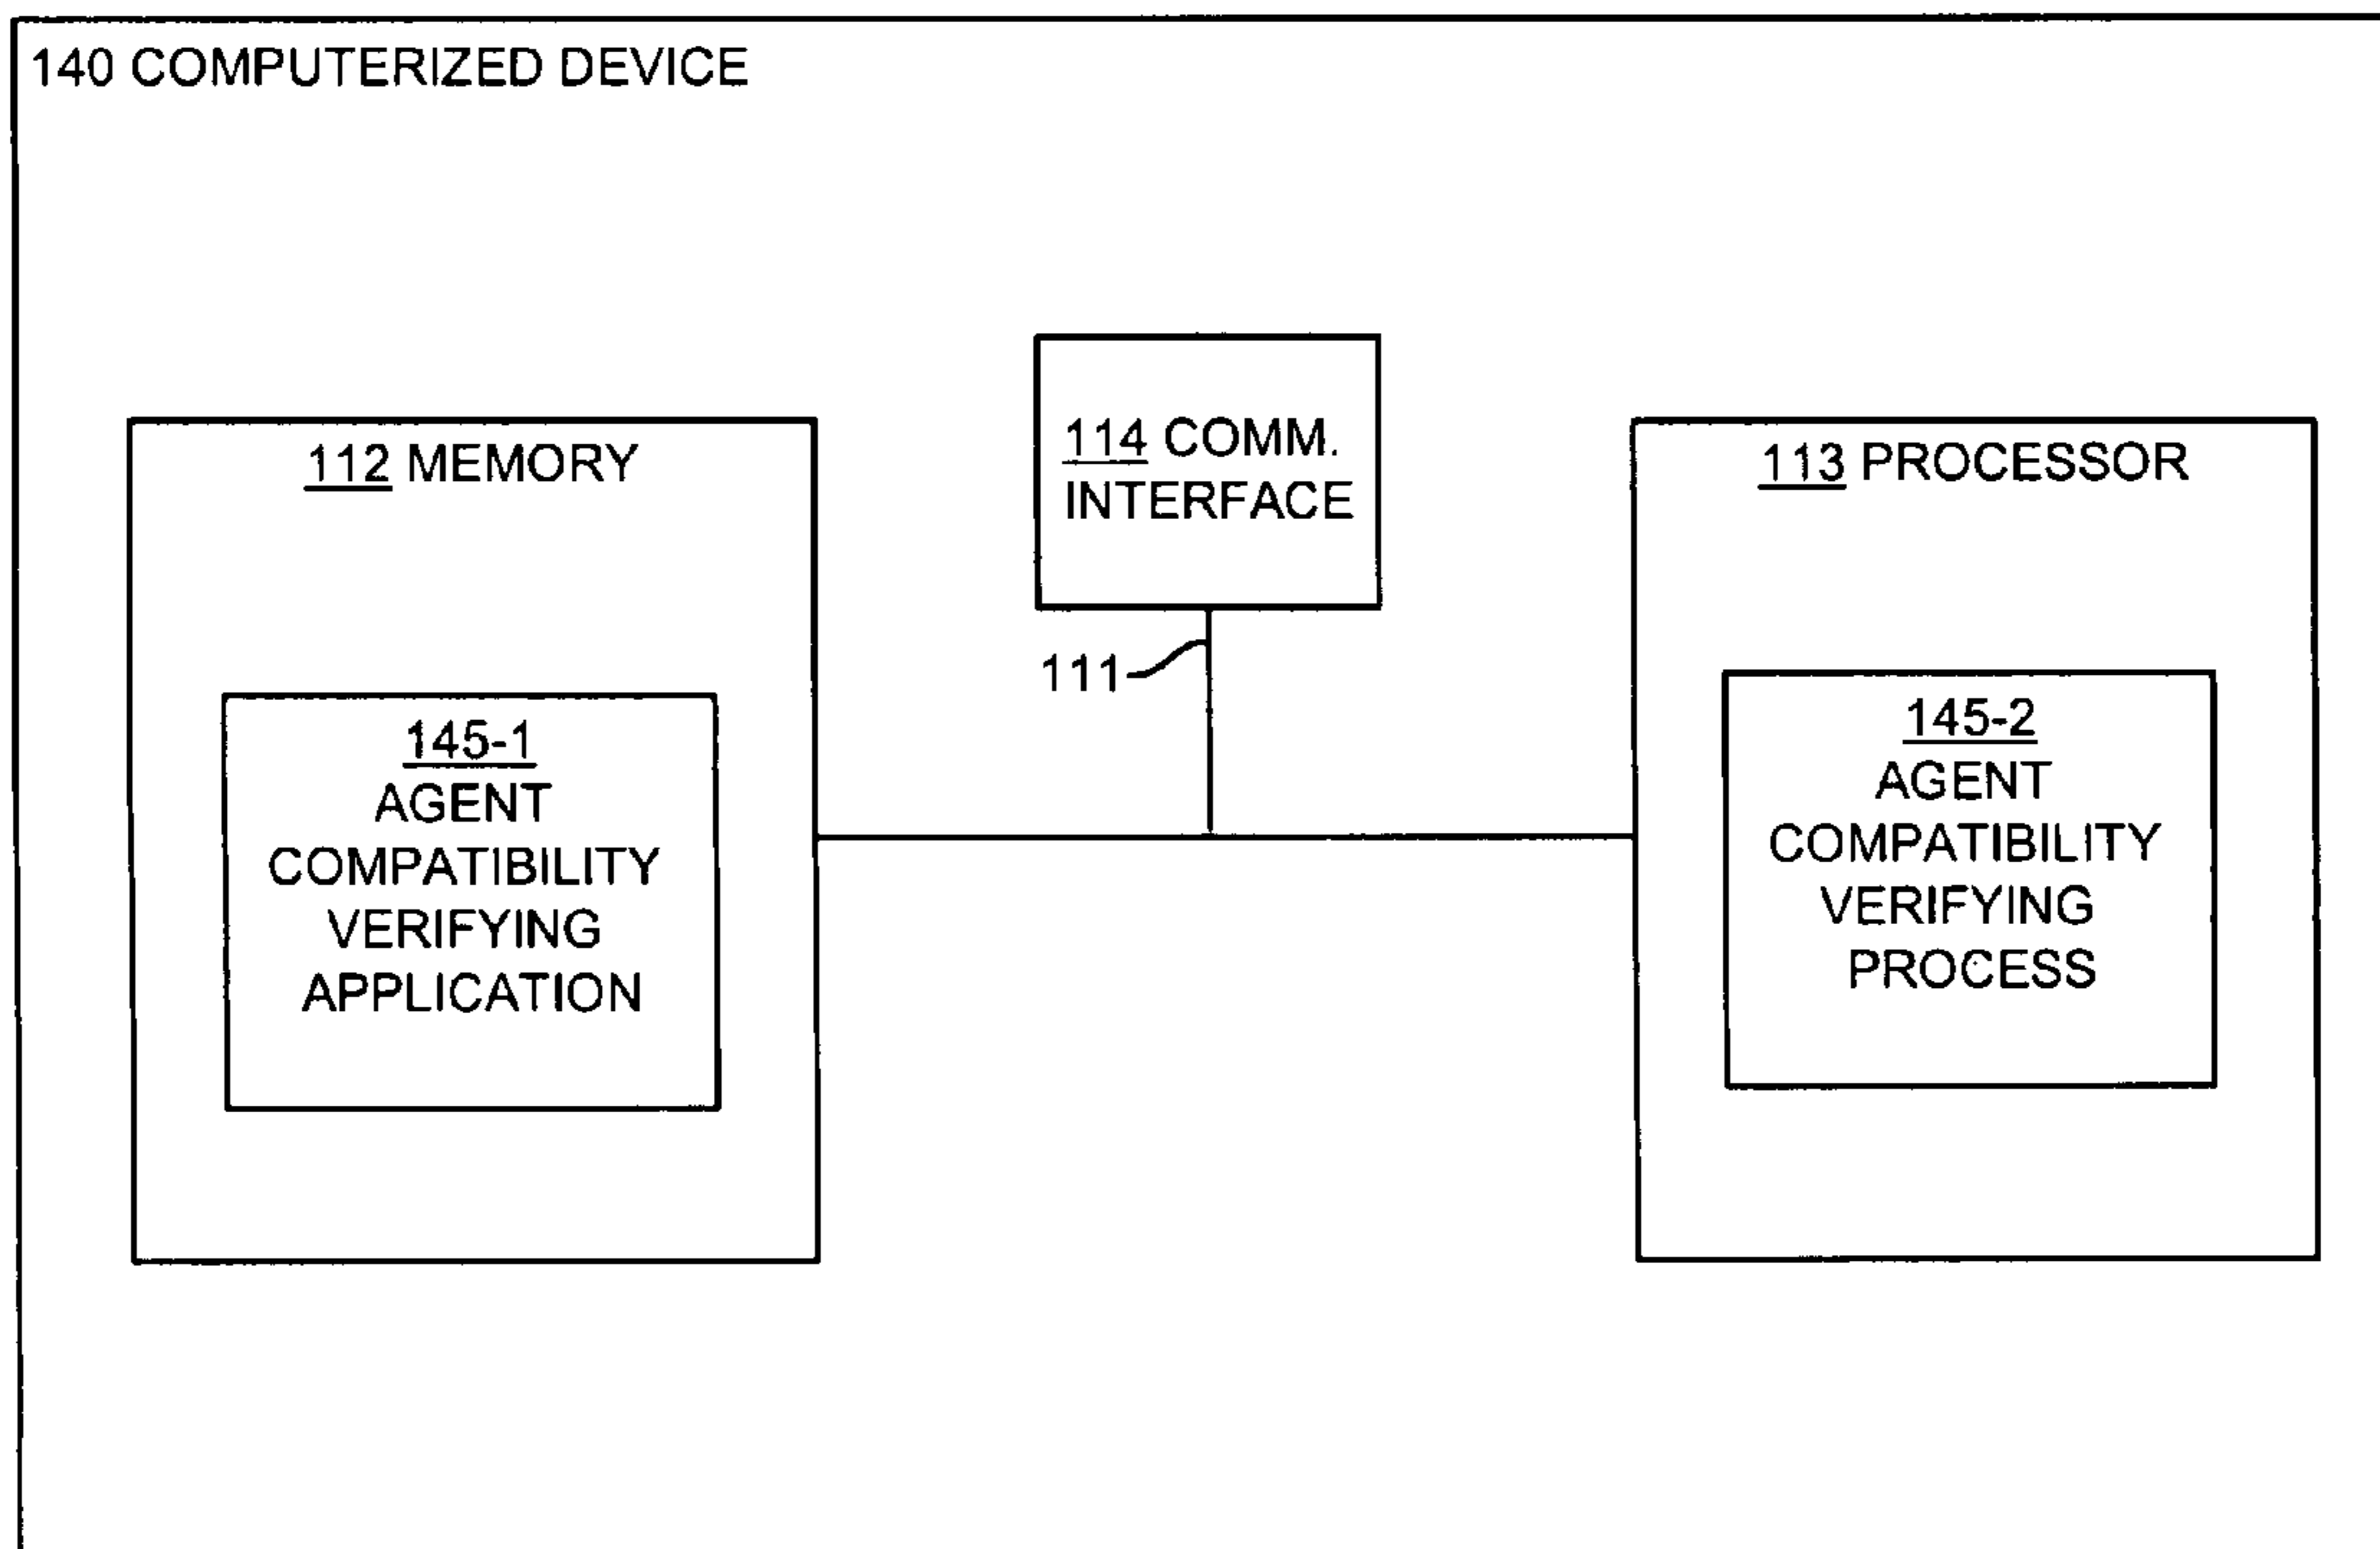 140 COMPUTERIZED DEVICE
112 MEMORY
114 COMM.
INTERFACE
113 PROCESSOR
111
145-1
AGENT
COMPATIBILITY
VERIFYING
APPLICATION
145-2
AGENT
COMPATIBILITY
VERIFYING
PROCESS